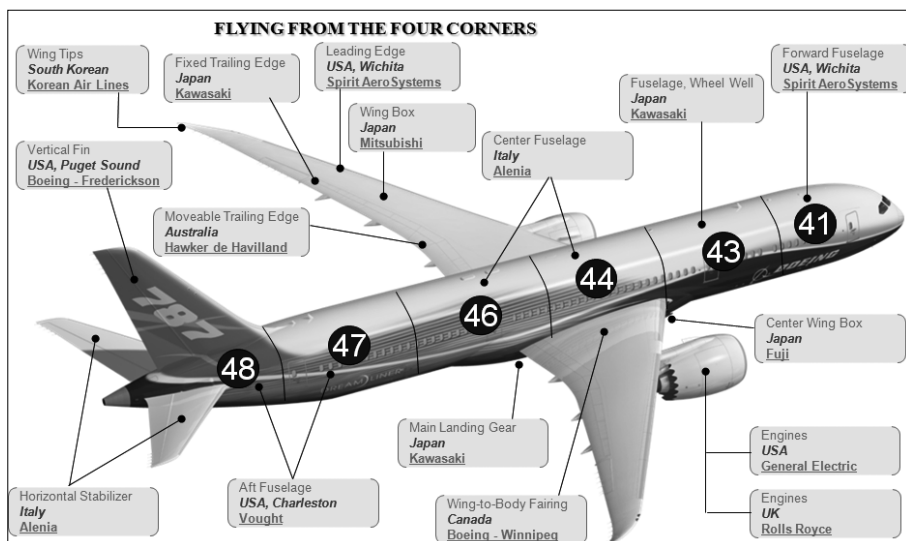 FLYING FROM THE FOUR CORNERS
Wing Tips
South Korean
Korean Air Lines
Fixed Trailing Edge
Japan
Kawasaki
Leading Edge
USA, Wichita
Spirit AeroSystems
Wing Box
Japan
Mitsubishi
Center Fuselage
Italy
Alenia
Fuselage, Wheel Well
Japan
Kawasaki
Forward Fuselage
USA, Wichita
Spirit AeroSystems
Vertical Fin
USA, Puget Sound
Boeing - Frederickson
Moveable Trailing Edge
Australia
Hawker de Havilland
41
43
44
46
47
48
BOEING
787
Center Wing Box
Japan
Fuji
Main Landing Gear
Japan
Kawasaki
Engines
USA
General Electric
Engines
UK
Rolls Royce
Horizontal Stabilizer
Italy
Alenia
Aft Fuselage
USA, Charleston
Vought
Wing-to-Body Fairing
Canada
Boeing - Winnipeg